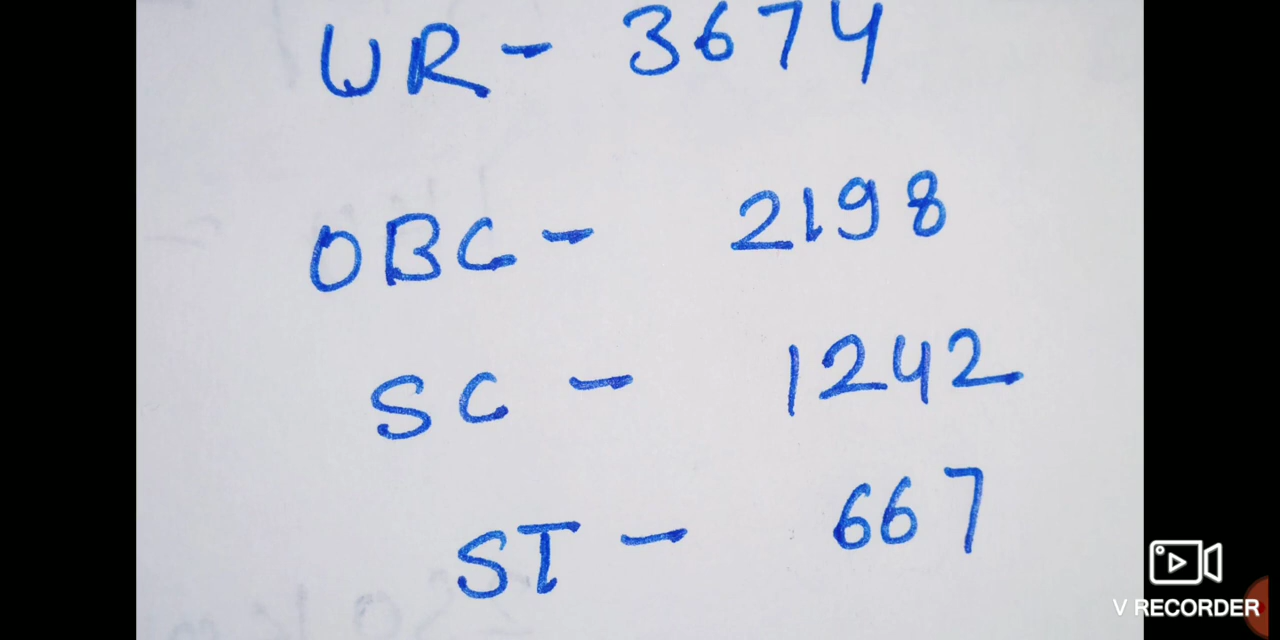 UR - 3674
OBC - 2198
SC - 1242
ST - 667
V RECORDER